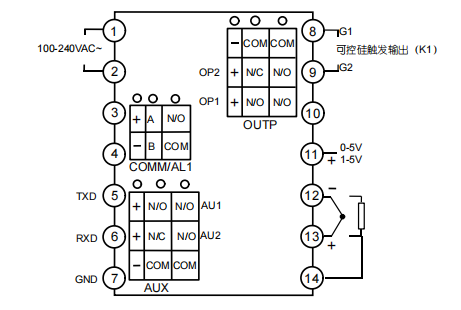 1
100-240VAC~
2
3
4
TXD 5
RXD 6
GND 7
− COM COM
OP2 + N/C N/O
OP1 + N/O N/O
OUTP
+ A N/O
− B COM
COMM/AL1
+ N/O N/O AU1
+ N/C N/O AU2
− COM COM
AUX
8 G1
可控硅触发输出（K1）
9 G2
10
11 0-5V
+ 1-5V
12 −
13 +
14